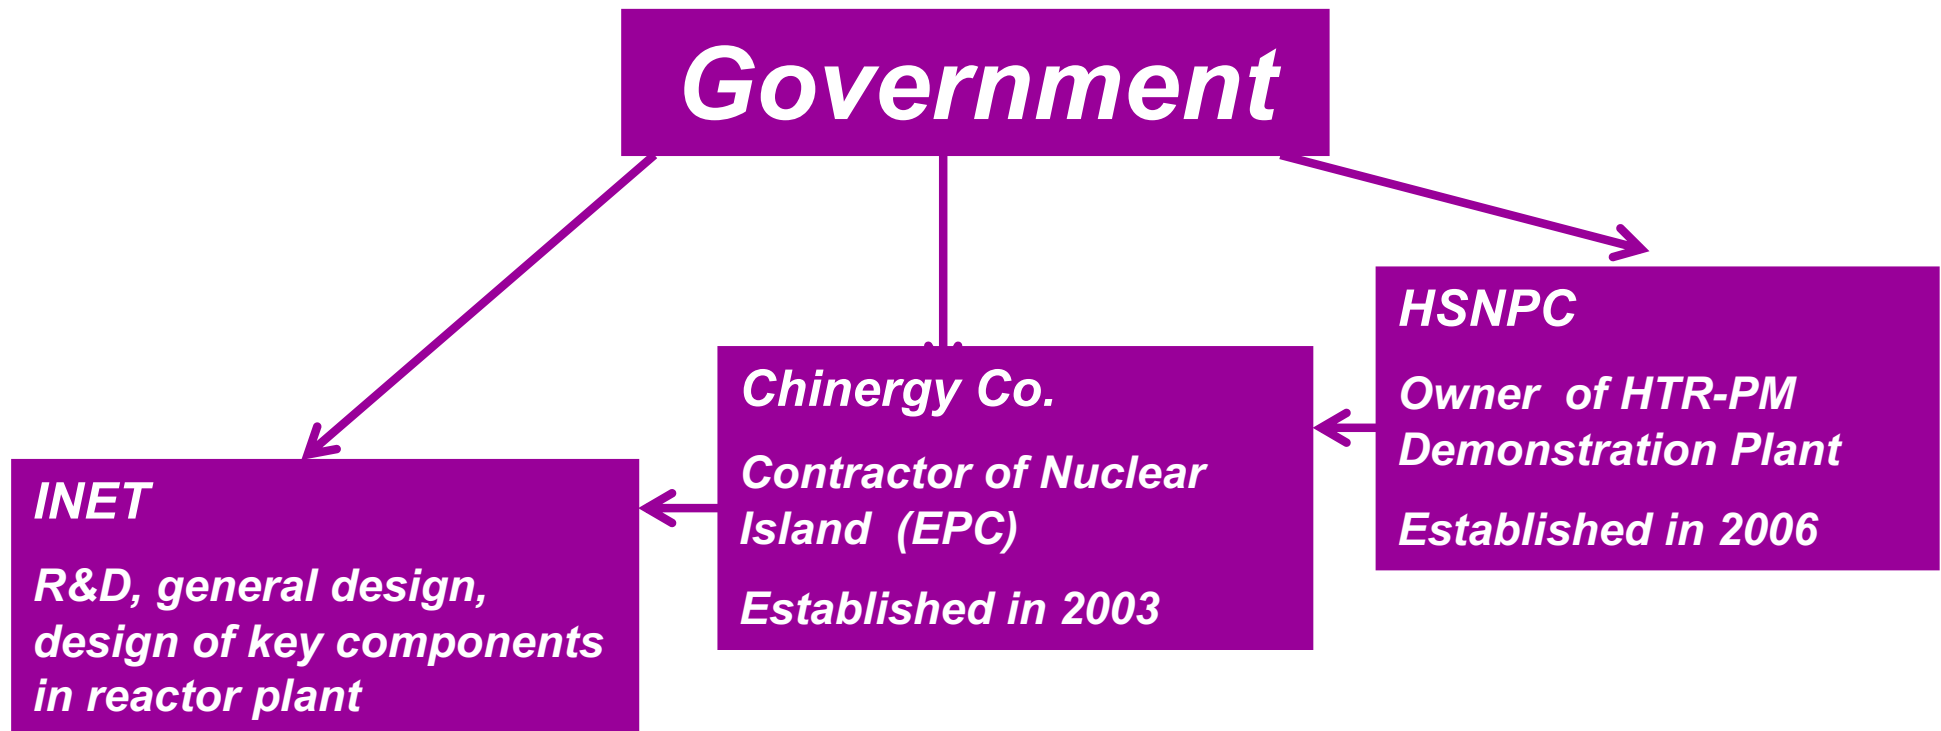 Government
HSNPC
Owner of HTR-PM
Demonstration Plant
Established in 2006
Chinergy Co.
Contractor of Nuclear
Island (EPC)
Established in 2003
INET
R&D, general design,
design of key components
in reactor plant